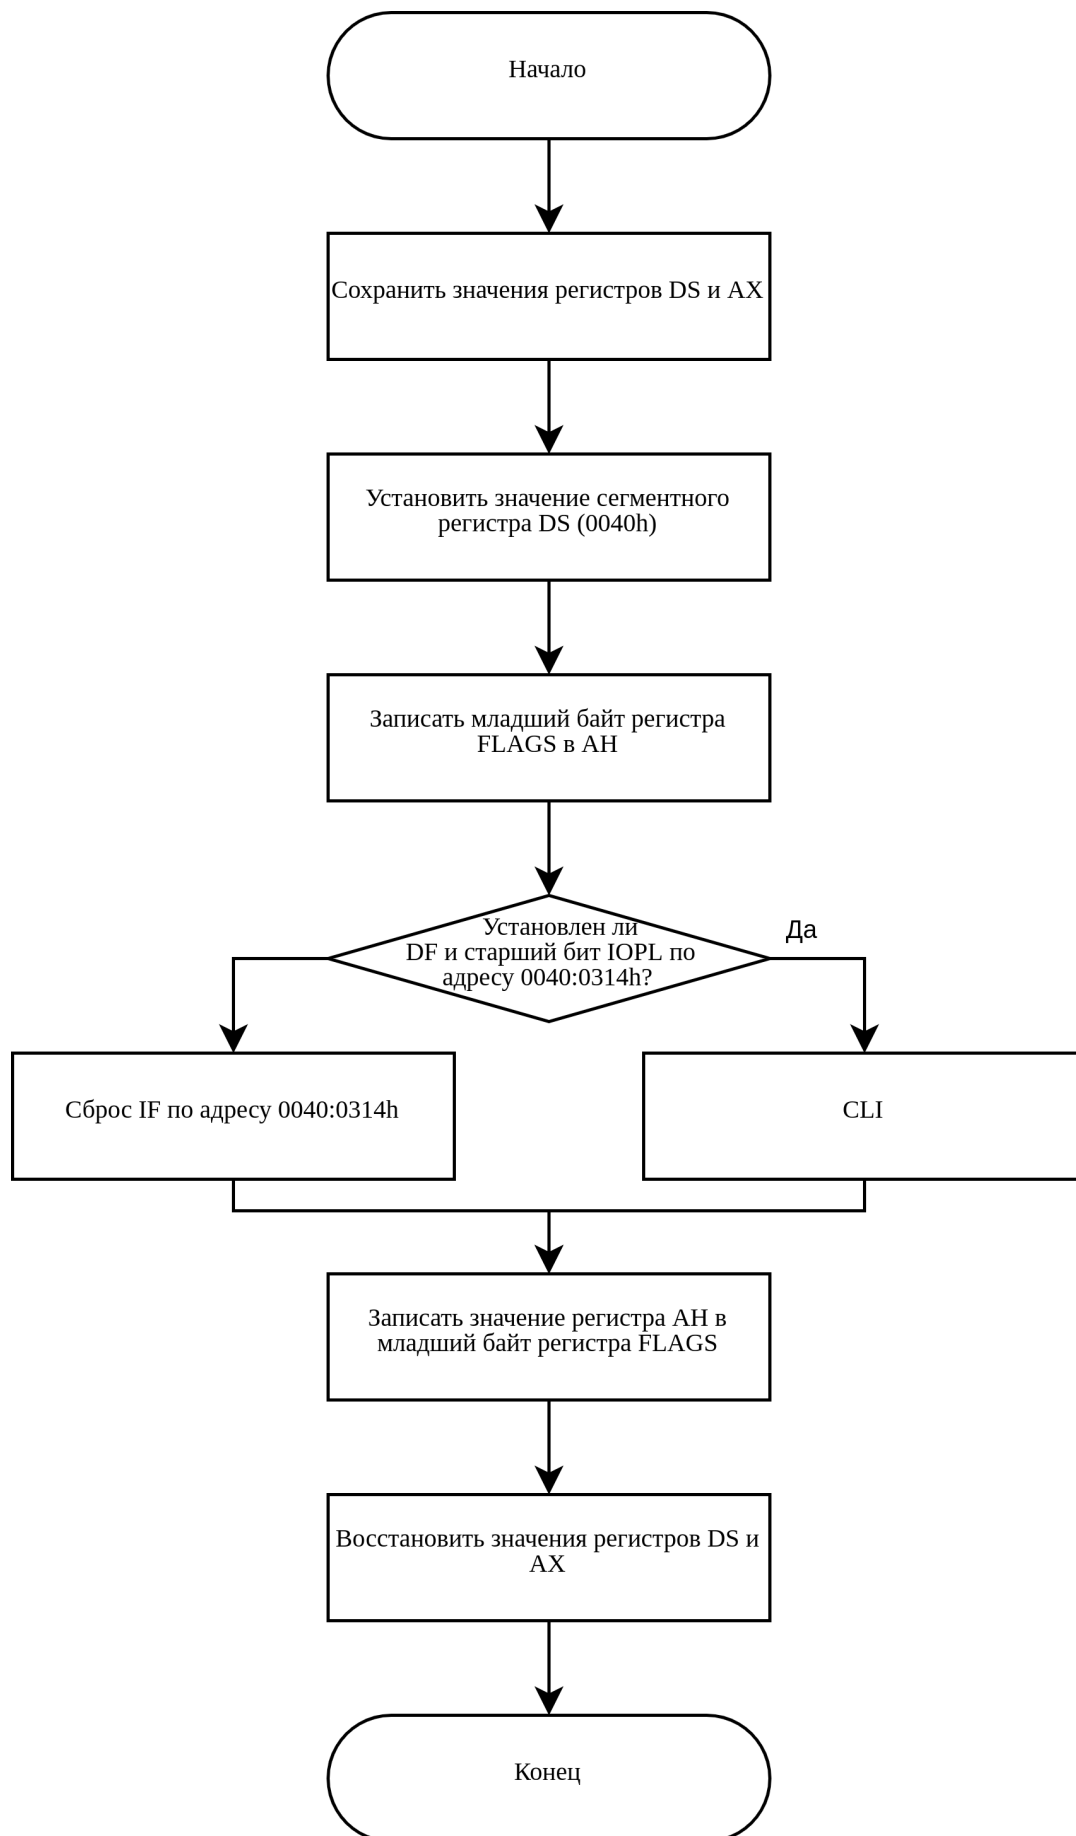 Начало
Сохранить значения регистров DS и AX
Установить значение сегментного
регистра DS (0040h)
Записать младший байт регистра
FLAGS в AH
Установлен ли
DF и старший бит IOPL по
адресу 0040:0314h?
Да
Сброс IF по адресу 0040:0314h
CLI
Записать значение регистра AH в
младший байт регистра FLAGS
Восстановить значения регистров DS и
AX
Конец